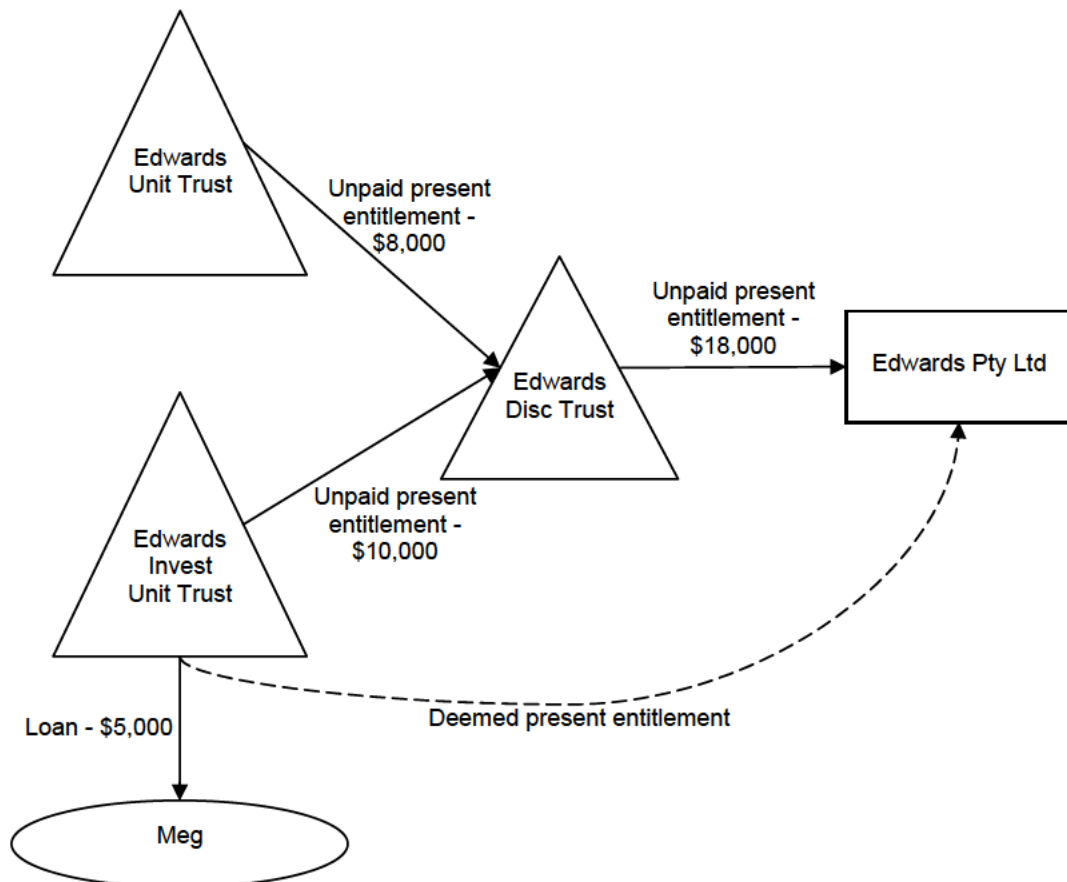 Edwards
Unit Trust
Unpaid present
entitlement -
$8,000
Unpaid present
entitlement -
$18,000
Edwards Pty Ltd
Edwards
Disc Trust
Unpaid present
entitlement -
$10,000
Edwards
Invest
Unit Trust
Loan - $5,000
Deemed present entitlement
Meg